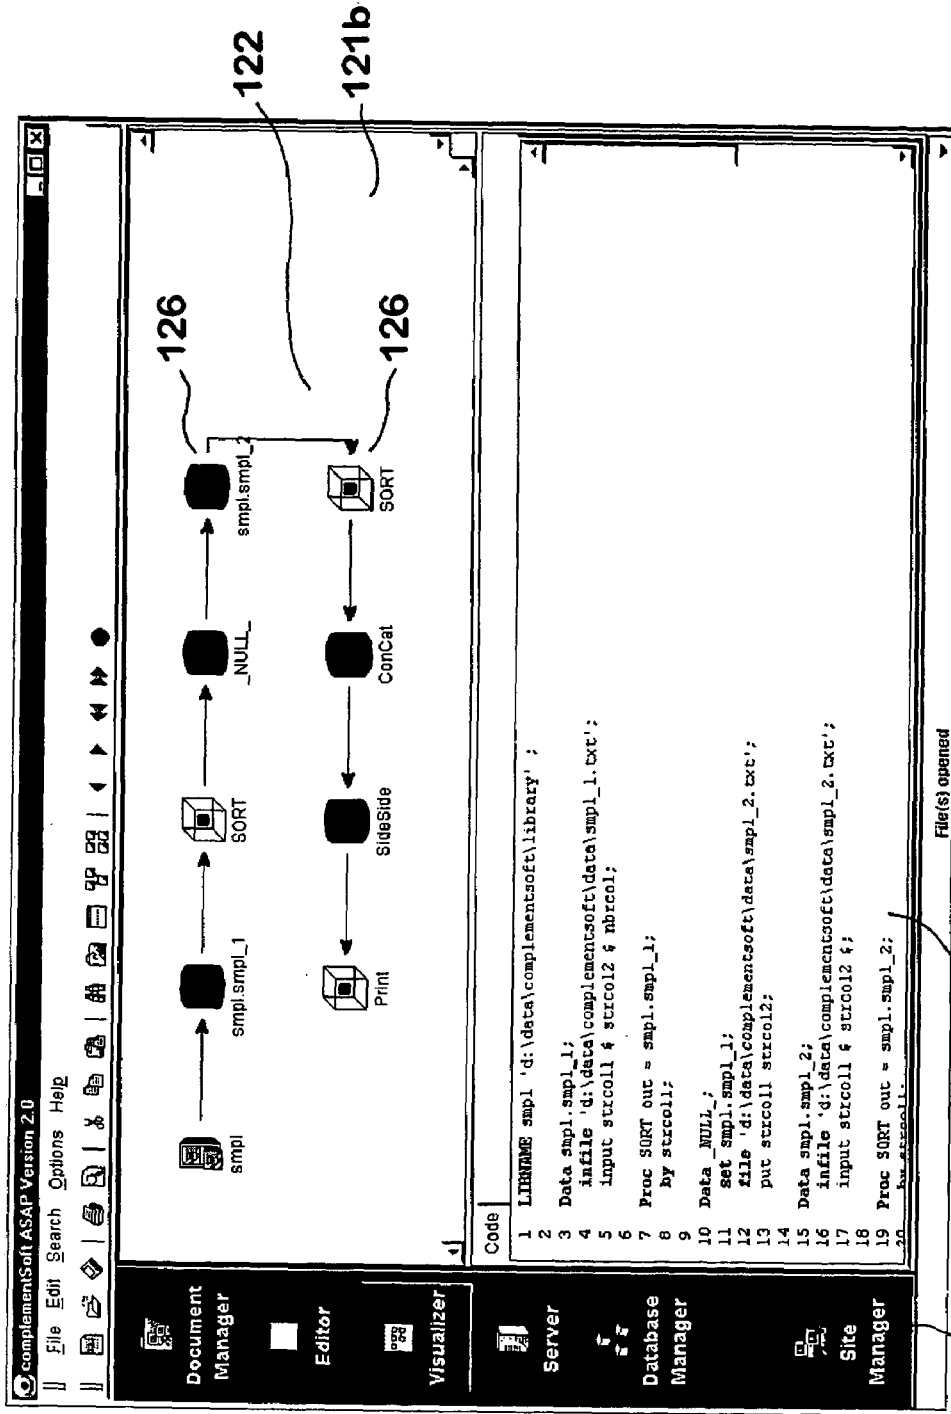 complementSoft ASAP Version 2.0
File Edit Search Options Help
Document
Manager
Editor
Visualizer
Server
Database
Manager
Site
Manager
smpl
smpl.smpl_1
SORT
_NULL_
smpl.smpl_2
126
122
121b
Print
SideSide
ConCat
SORT
126
Code
1 LIBNAME smpl 'd:\data\complementsoft\library' ;
2
3 Data smpl.smpl_1;
4 infile 'd:\data\complementsoft\data\smpl_1.txt';
5 input strcol1 $ strcol2 $ nbrcol;
6
7 Proc SORT out = smpl.smpl_1;
8 by strcol1;
9
10 Data _NULL_;
11 set smpl.smpl_1;
12 file 'd:\data\complementsoft\data\smpl_2.txt';
13 put strcol1 strcol2;
14
15 Data smpl.smpl_2;
16 infile 'd:\data\complementsoft\data\smpl_2.txt';
17 input strcol1 $ strcol2 $;
18
19 Proc SORT out = smpl.smpl_2;
20 by strcol1.
File(s) opened